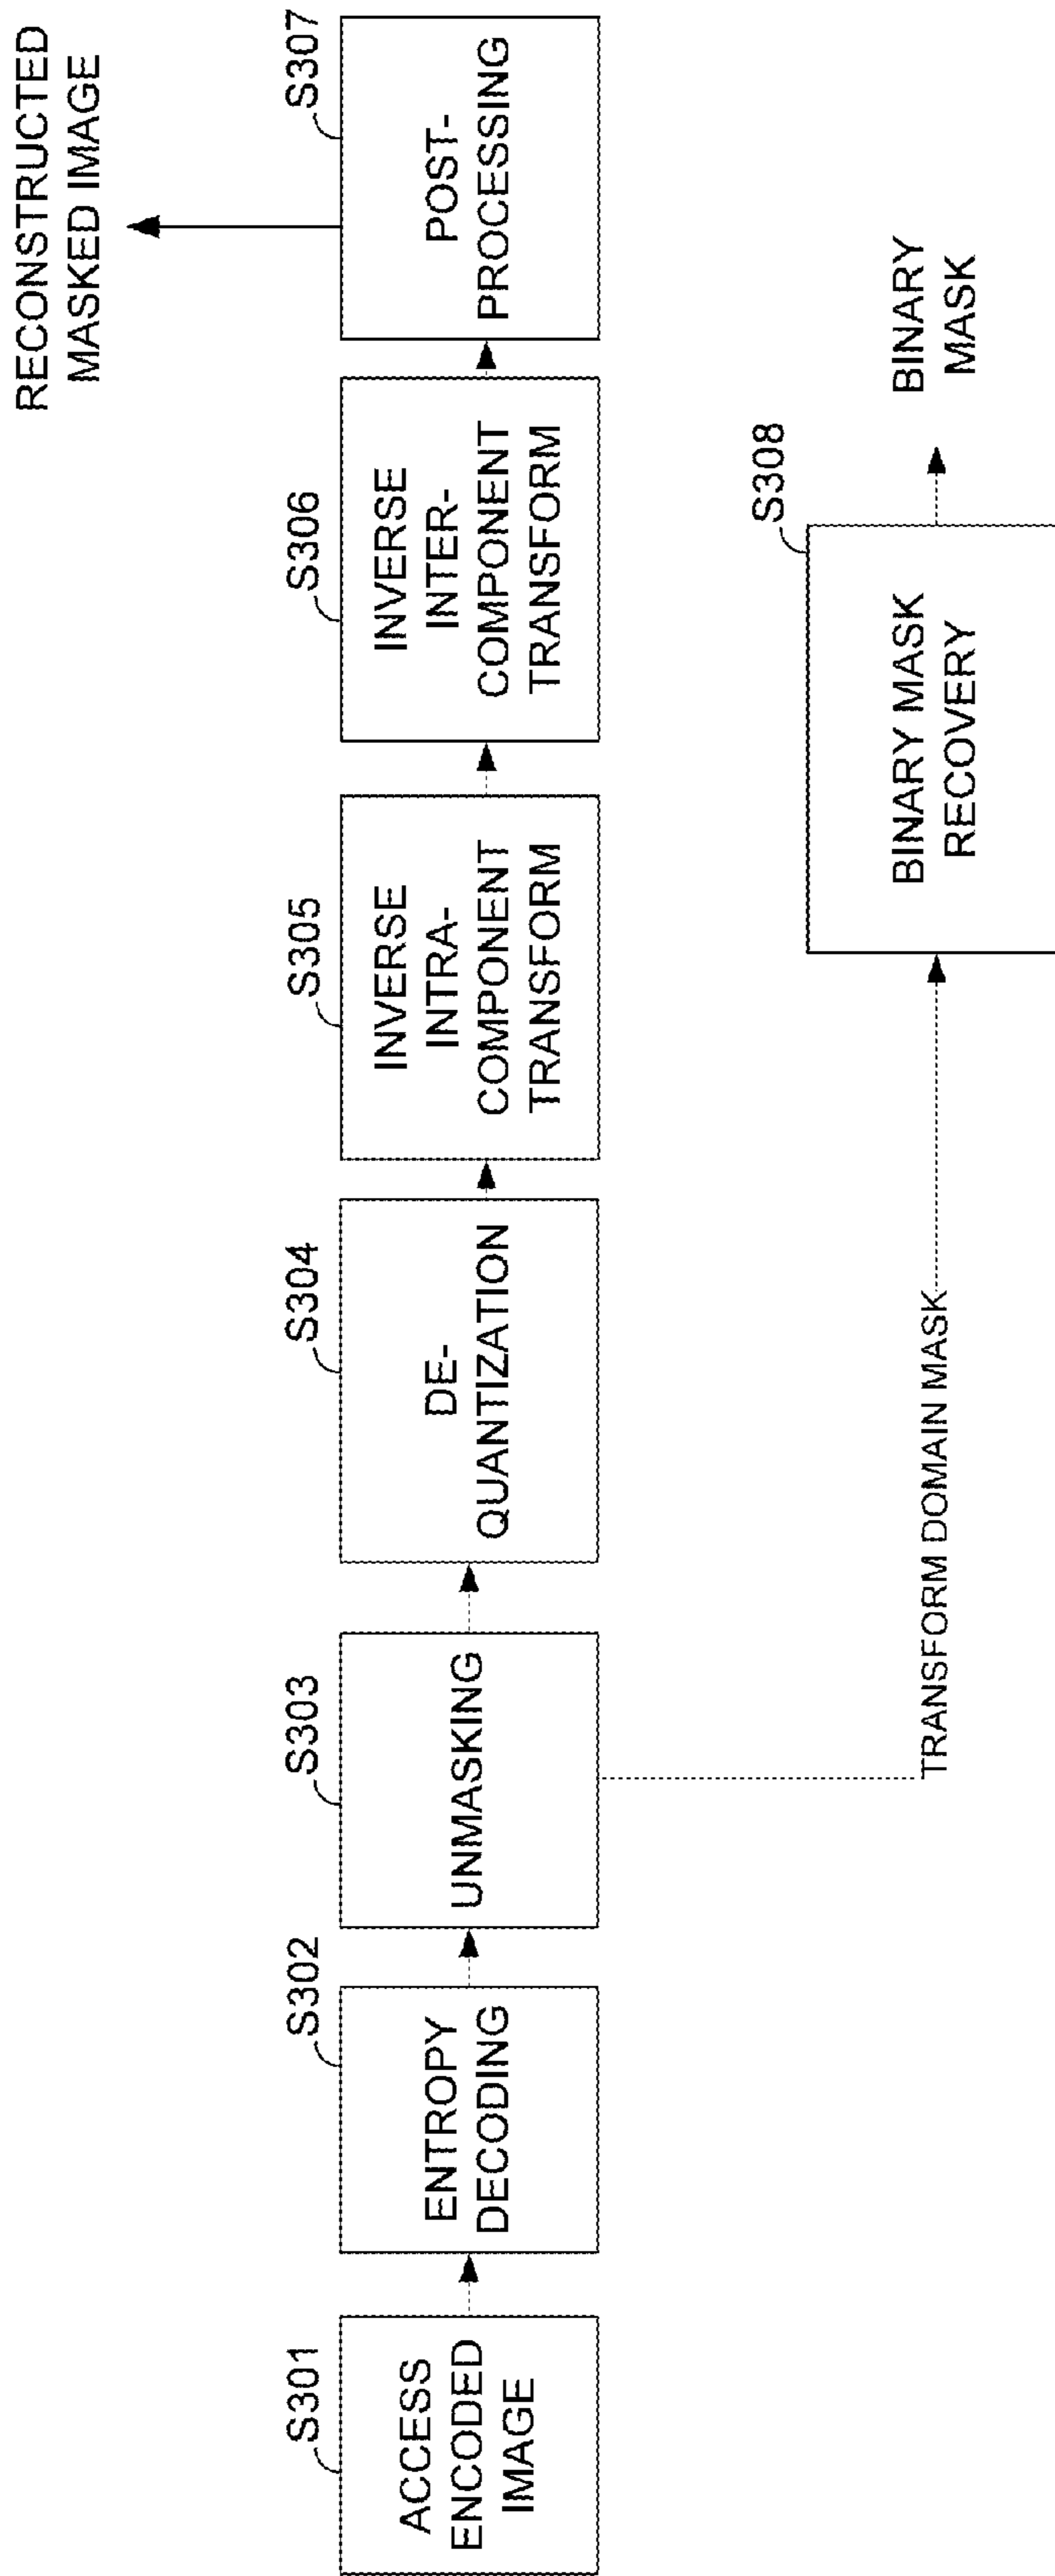 S301
ACCESS
ENCODED
IMAGE
S302
ENTROPY
DECODING
S303
UNMASKING
S304
DE-
QUANTIZATION
S305
INVERSE
INTRA-
COMPONENT
TRANSFORM
S306
INVERSE
INTER-
COMPONENT
TRANSFORM
S307
POST-
PROCESSING
RECONSTRUCTED
MASKED IMAGE
TRANSFORM DOMAIN MASK
S308
BINARY MASK
RECOVERY
BINARY
MASK